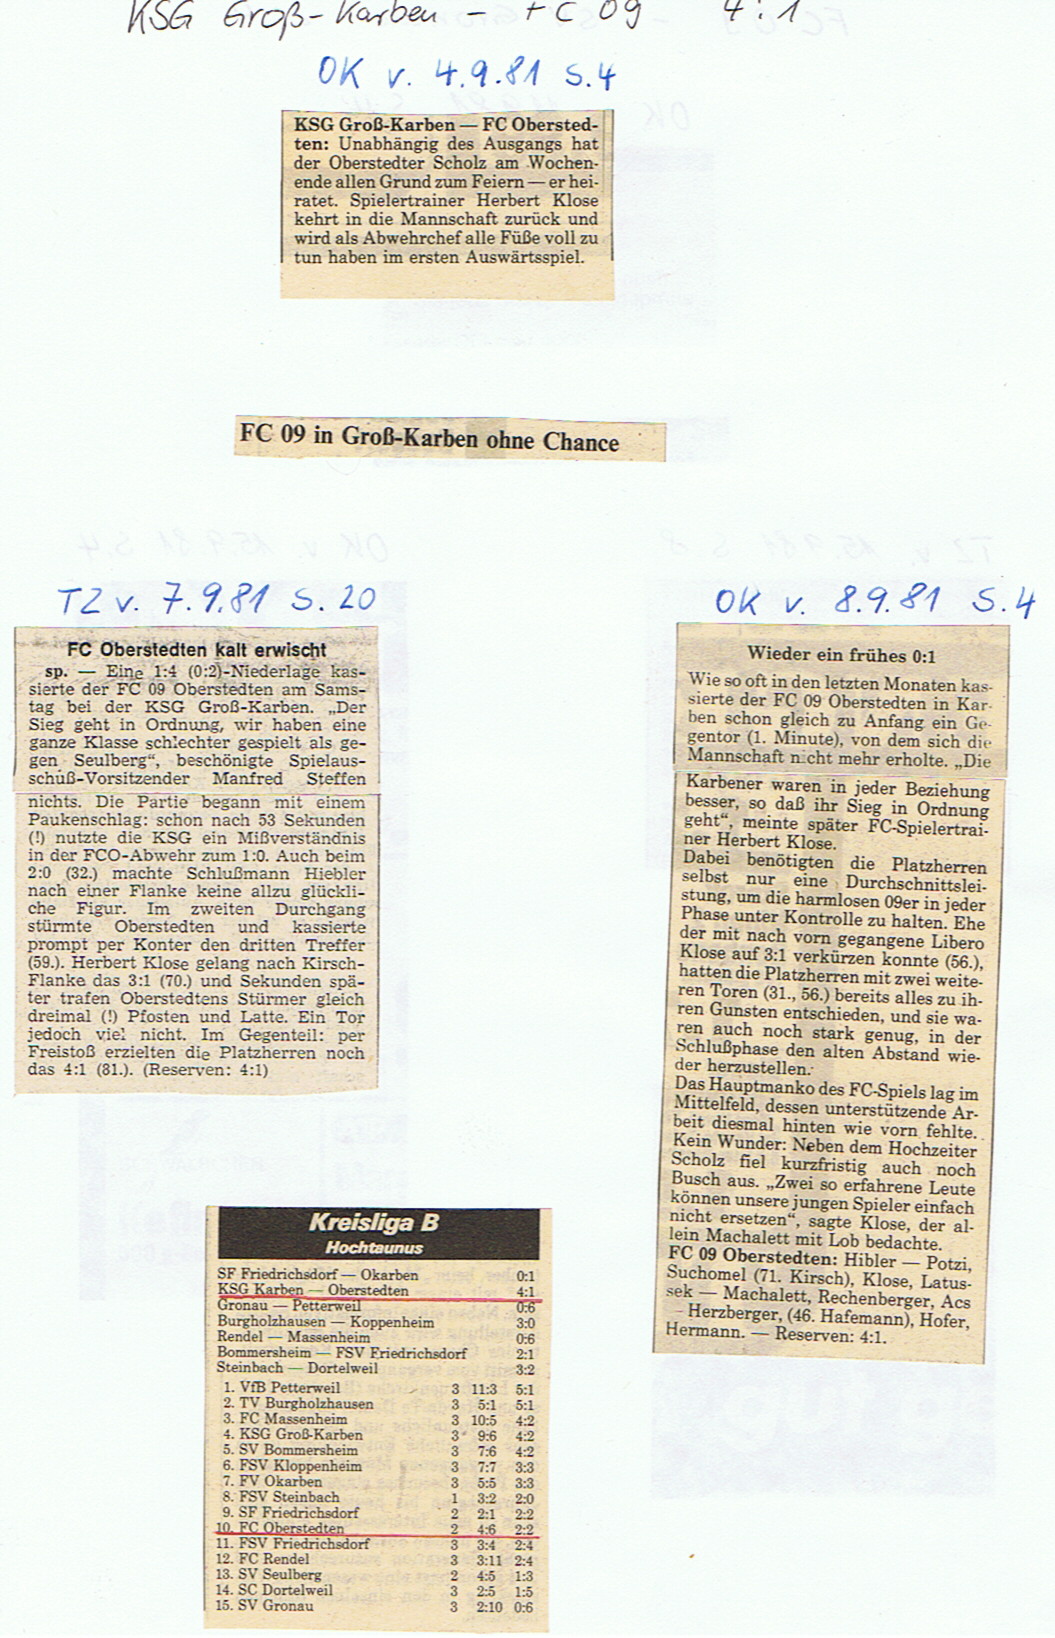 KSG Groß-Karben - FC 09 4:1
OK v. 4.9.81 S.4
KSG Groß-Karben — FC Obersted-
ten: Unabhängig des Ausgangs hat
der Oberstedter Scholz am Wochen-
ende allen Grund zum Feiern — er hei-
ratet. Spielertrainer Herbert Klose
kehrt in die Mannschaft zurück und
wird als Abwehrchef alle Füße voll zu
tun haben im ersten Auswärtsspiel.
FC 09 in Groß-Karben ohne Chance
TZ v. 7.9.81 S. 20
FC Oberstedten kalt erwischt
sp. — Eine 1:4 (0:2)-Niederlage kas-
sierte der FC 09 Oberstedten am Sams-
tag bei der KSG Groß-Karben. „Der
Sieg geht in Ordnung, wir haben eine
ganze Klasse schlechter gespielt als ge-
gen Seulberg“, beschönigte Spielaus-
schuß-Vorsitzender Manfred Steffen
nichts. Die Partie begann mit einem
Paukenschlag: schon nach 53 Sekunden
(!) nutzte die KSG ein Mißverständnis
in der FCO-Abwehr zum 1:0. Auch beim
2:0 (32.) machte Schlußmann Hiebler
nach einer Flanke keine allzu glückli-
che Figur. Im zweiten Durchgang
stürmte Oberstedten und kassierte
prompt per Konter den dritten Treffer
(59.). Herbert Klose gelang nach Kirsch-
Flanke das 3:1 (70.) und Sekunden spä-
ter trafen Oberstedtens Stürmer gleich
dreimal (!) Pfosten und Latte. Ein Tor
jedoch viel nicht. Im Gegenteil: per
Freistoß erzielten die Platzherren noch
das 4:1 (81.). (Reserven: 4:1)
OK v. 8.9.81 S.4
Wieder ein frühes 0:1
Wie so oft in den letzten Monaten kas-
sierte der FC 09 Oberstedten in Kar-
ben schon gleich zu Anfang ein Ge-
gentor (1. Minute), von dem sich die
Mannschaft nicht mehr erholte. „Die
Karbener waren in jeder Beziehung
besser, so daß ihr Sieg in Ordnung
geht“, meinte später FC-Spielertrai-
ner Herbert Klose.
Dabei benötigten die Platzherren
selbst nur eine Durchschnittslei-
stung, um die harmlosen 09er in jeder
Phase unter Kontrolle zu halten. Ehe
der mit nach vorn gegangene Libero
Klose auf 3:1 verkürzen konnte (56.),
hatten die Platzherren mit zwei weite-
ren Toren (31., 56.) bereits alles zu ih-
ren Gunsten entschieden, und sie wa-
ren auch noch stark genug, in der
Schlußphase den alten Abstand wie-
der herzustellen.
Das Hauptmanko des FC-Spiels lag im
Mittelfeld, dessen unterstützende Ar-
beit diesmal hinten wie vorn fehlte.
Kein Wunder: Neben dem Hochzeiter
Scholz fiel kurzfristig auch noch
Busch aus. „Zwei so erfahrene Leute
können unsere jungen Spieler einfach
nicht ersetzen“, sagte Klose, der al-
lein Machalett mit Lob bedachte.
FC 09 Oberstedten: Hibler — Potzi,
Suchomel (71. Kirsch), Klose, Latus-
sek — Machalett, Rechenberger, Acs
— Herzberger, (46. Hafemann), Hofer,
Hermann. — Reserven: 4:1.
Kreisliga B
Hochtaunus
SF Friedrichsdorf — Okarben 0:1
KSG Karben — Oberstedten 4:1
Gronau — Petterweil 0:6
Burgholzhausen — Koppenheim 3:0
Rendel — Massenheim 0:6
Bommersheim — FSV Friedrichsdorf 2:1
Steinbach — Dortelweil 3:2
1. VfB Petterweil 3 11:3 5:1
2. TV Burgholzhausen 3 5:1 5:1
3. FC Massenheim 3 10:5 4:2
4. KSG Groß-Karben 3 9:6 4:2
5. SV Bommersheim 3 7:6 4:2
6. FSV Kloppenheim 3 7:7 3:3
7. FV Okarben 3 5:5 3:3
8. FSV Steinbach 1 3:2 2:0
9. SF Friedrichsdorf 2 2:1 2:2
10. FC Oberstedten 2 4:6 2:2
11. FSV Friedrichsdorf 3 3:4 2:4
12. FC Rendel 3 3:11 2:4
13. SV Seulberg 2 4:5 1:3
14. SC Dortelweil 3 2:5 1:5
15. SV Gronau 3 2:10 0:6